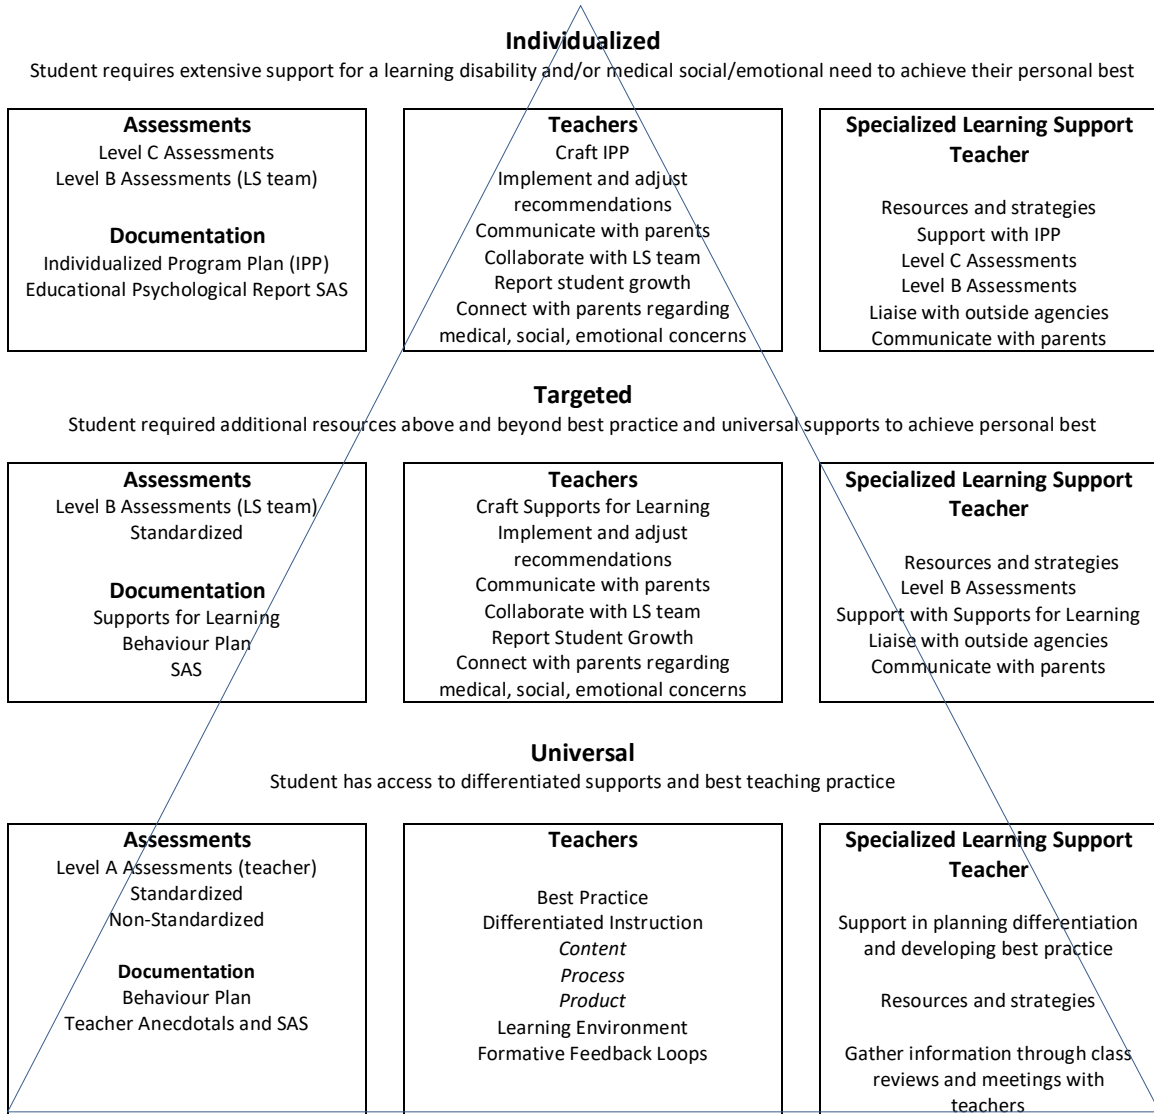 Individualized
Student requires extensive support for a learning disability and/or medical social/emotional need to achieve their personal best
Assessments
Level C Assessments
Level B Assessments (LS team)
Documentation
Individualized Program Plan (IPP)
Educational Psychological Report SAS
Teachers
Craft IPP
Implement and adjust
recommendations
Communicate with parents
Collaborate with LS team
Report student growth
Connect with parents regarding
medical, social, emotional concerns
Specialized Learning Support
Teacher
Resources and strategies
Support with IPP
Level C Assessments
Level B Assessments
Liaise with outside agencies
Communicate with parents
Targeted
Student required additional resources above and beyond best practice and universal supports to achieve personal best
Assessments
Level B Assessments (LS team)
Standardized
Documentation
Supports for Learning
Behaviour Plan
SAS
Teachers
Craft Supports for Learning
Implement and adjust
recommendations
Communicate with parents
Collaborate with LS team
Report Student Growth
Connect with parents regarding
medical, social, emotional concerns
Specialized Learning Support
Teacher
Resources and strategies
Level B Assessments
Support with Supports for Learning
Liaise with outside agencies
Communicate with parents
Universal
Student has access to differentiated supports and best teaching practice
Assessments
Level A Assessments (teacher)
Standardized
Non-Standardized
Documentation
Behaviour Plan
Teacher Anecdotals and SAS
Teachers
Best Practice
Differentiated Instruction
Content
Process
Product
Learning Environment
Formative Feedback Loops
Specialized Learning Support
Teacher
Support in planning differentiation
and developing best practice
Resources and strategies
Gather information through class
reviews and meetings with
teachers